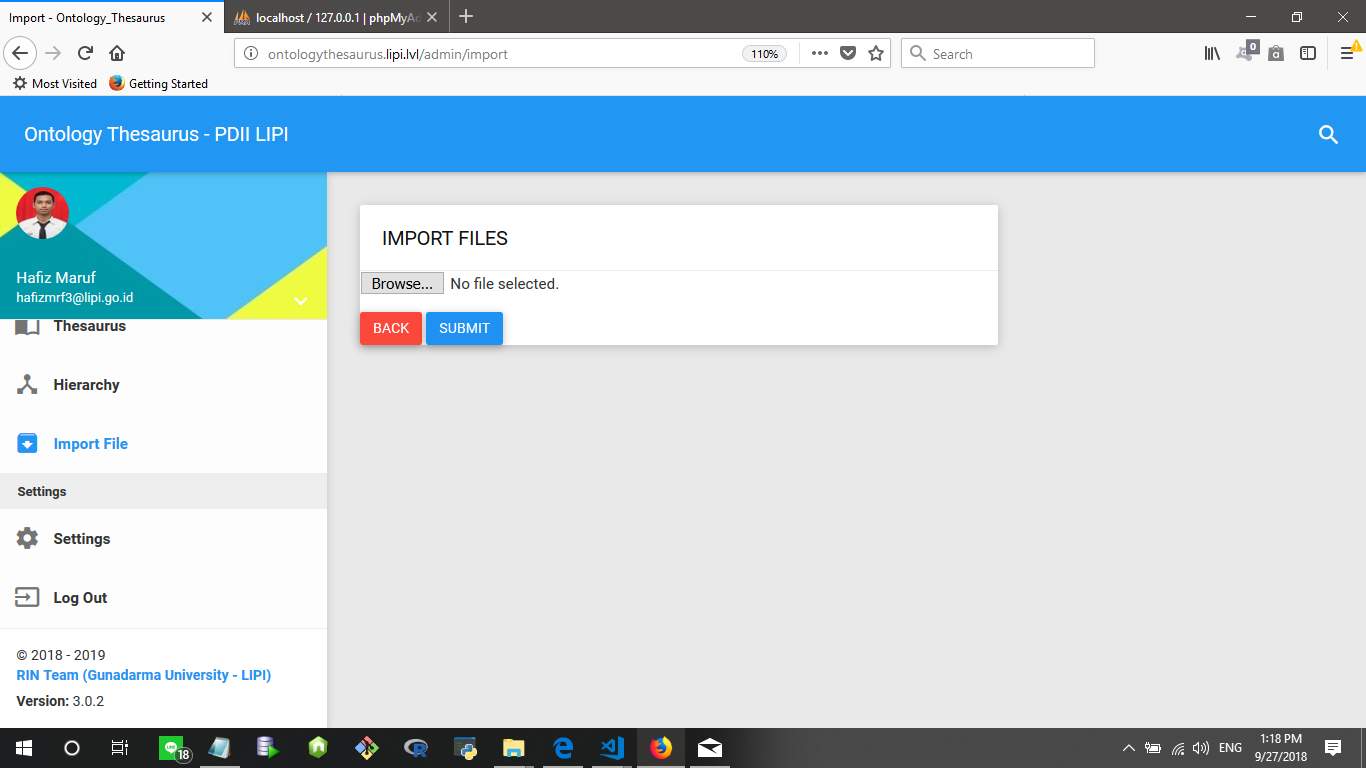 Import - Ontology_Thesaurus
localhost / 127.0.0.1 | phpMyAd
ontologythesaurus.lipi.lvl/admin/import
110%
Search
0
Most Visited
Getting Started
Ontology Thesaurus - PDII LIPI
Hafiz Maruf
hafizmrf3@lipi.go.id
Thesaurus
Hierarchy
Import File
Settings
Settings
Log Out
© 2018 - 2019
RIN Team (Gunadarma University - LIPI)
Version: 3.0.2
IMPORT FILES
Browse... No file selected.
BACK SUBMIT
18
ENG
1:18 PM
9/27/2018